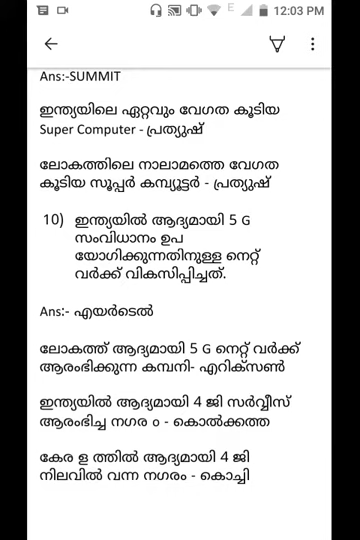 E 12:03 PM
Ans:-SUMMIT
ഇന്ത്യയിലെ ഏറ്റവും വേഗത കൂടിയ
Super Computer - പ്രത്യുഷ്
ലോകത്തിലെ നാലാമത്തെ വേഗത
കൂടിയ സൂപ്പർ കമ്പ്യൂട്ടർ - പ്രത്യുഷ്
10) ഇന്ത്യയിൽ ആദ്യമായി 5 G
സംവിധാനം ഉപ
യോഗിക്കുന്നതിനുള്ള നെറ്റ്
വർക്ക് വികസിപ്പിച്ചത്.
Ans:- എയർടെൽ
ലോകത്ത് ആദ്യമായി 5 G നെറ്റ് വർക്ക്
ആരംഭിക്കുന്ന കമ്പനി- എറിക്സൺ
ഇന്ത്യയിൽ ആദ്യമായി 4 ജി സർവ്വീസ്
ആരംഭിച്ച നഗര o - കൊൽക്കത്ത
കേര ള ത്തിൽ ആദ്യമായി 4 ജി
നിലവിൽ വന്ന നഗരം - കൊച്ചി